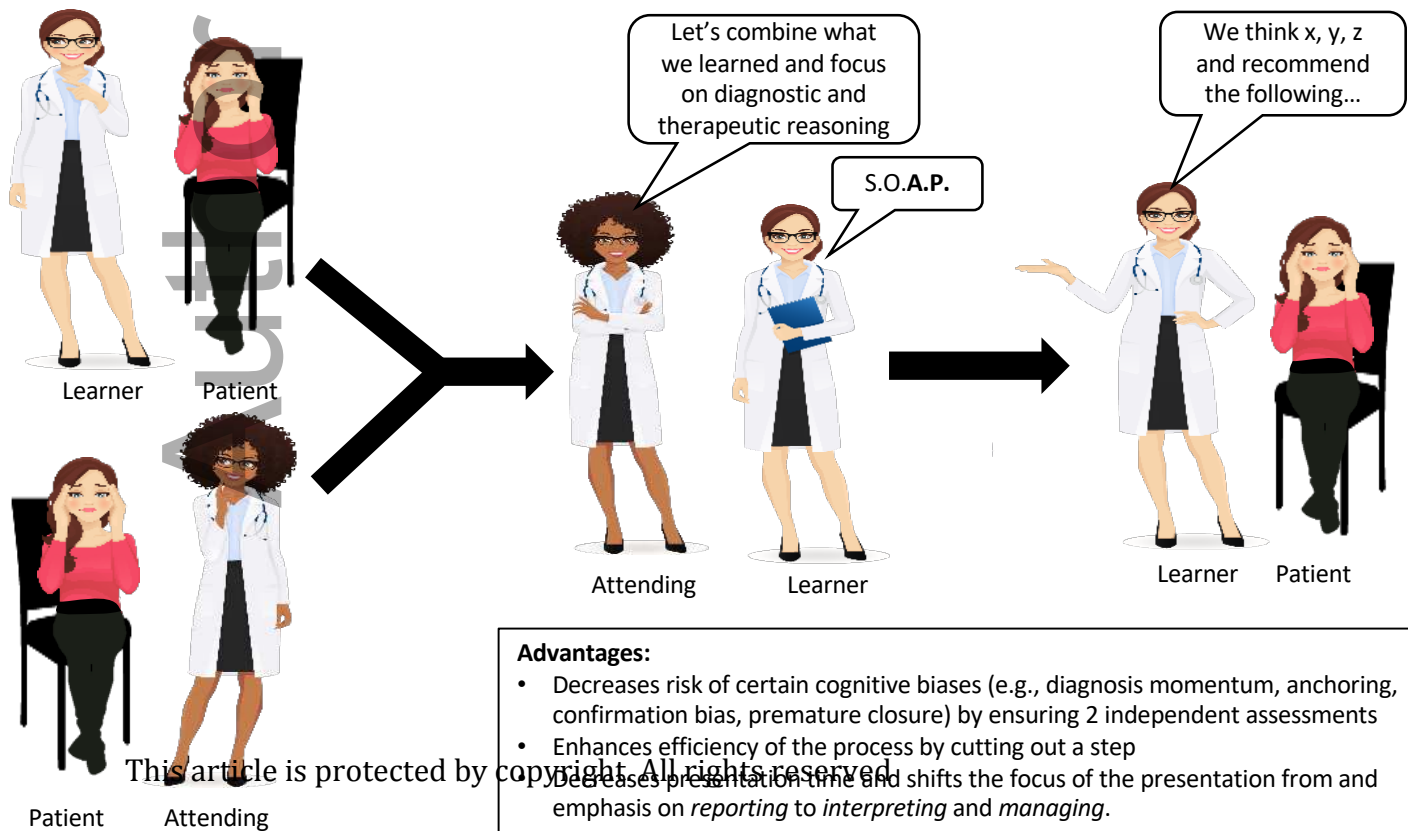 Let's combine what
we learned and focus
on diagnostic and
therapeutic reasoning
We think x, y, z
and recommend
the following...
S.O.A.P.
Learner
Patient
Attending
Learner
Learner
Patient
Patient
Attending
Advantages:
• Decreases risk of certain cognitive biases (e.g., diagnosis momentum, anchoring,
confirmation bias, premature closure) by ensuring 2 independent assessments
• Enhances efficiency of the process by cutting out a step
• Decreases presentation time and shifts the focus of the presentation from and
emphasis on reporting to interpreting and managing.
This article is protected by copyright. All rights reserved